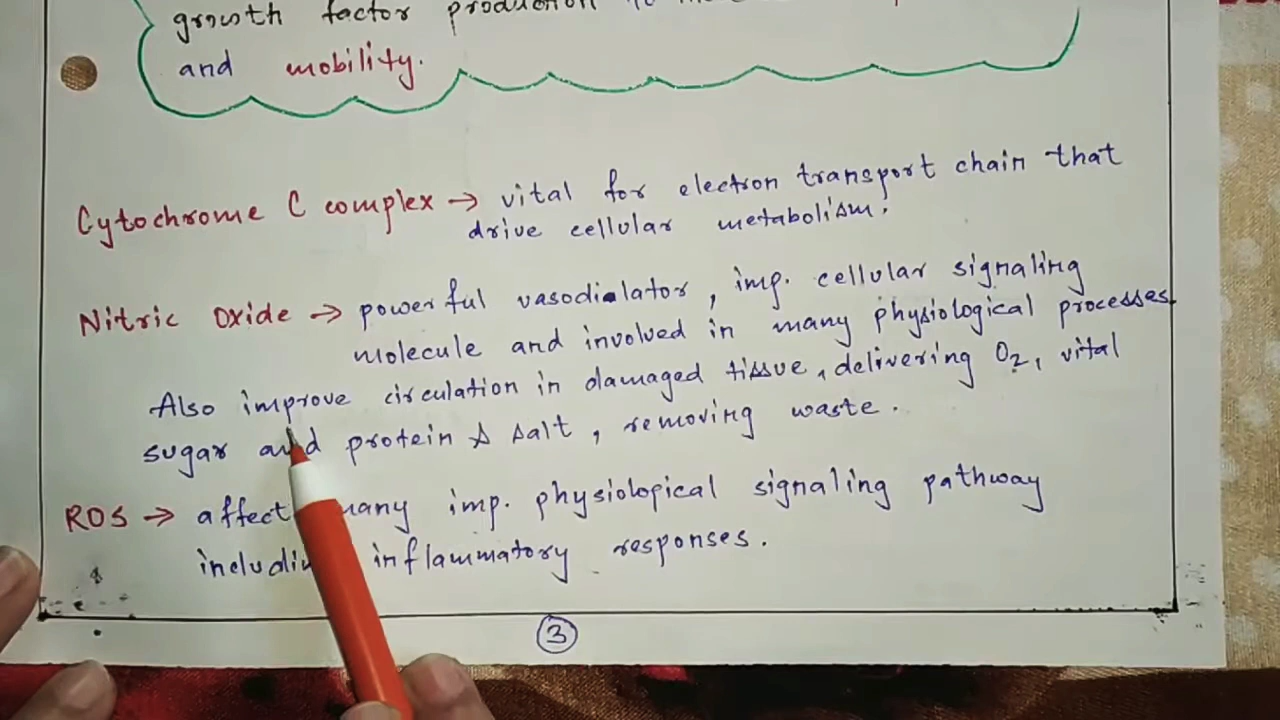 growth factor production
and mobility.
Cytochrome C complex → vital for electron transport chain that
drive cellular metabolism.
Nitric Oxide → powerful vasodialator, imp. cellular signaling
molecule and involved in many physiological processes.
Also improve circulation in damaged tissue, delivering O2, vital
sugar and protein & salt, removing waste.
ROS → affect many imp. physiological signaling pathway
including inflammatory responses.
3